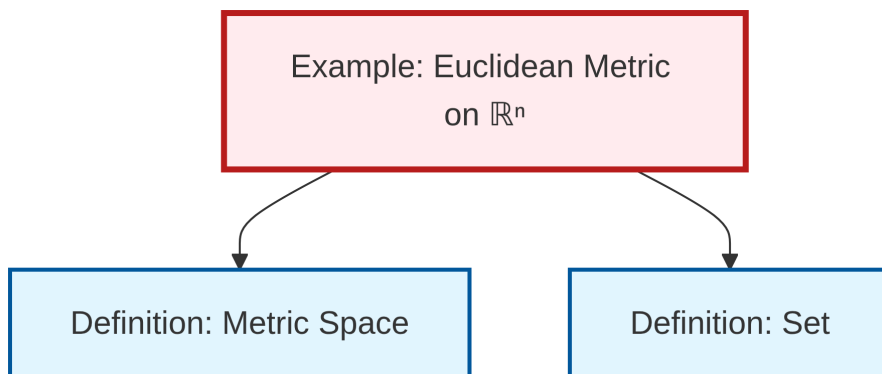 Example: Euclidean Metric
on ℝⁿ
Definition: Metric Space
Definition: Set